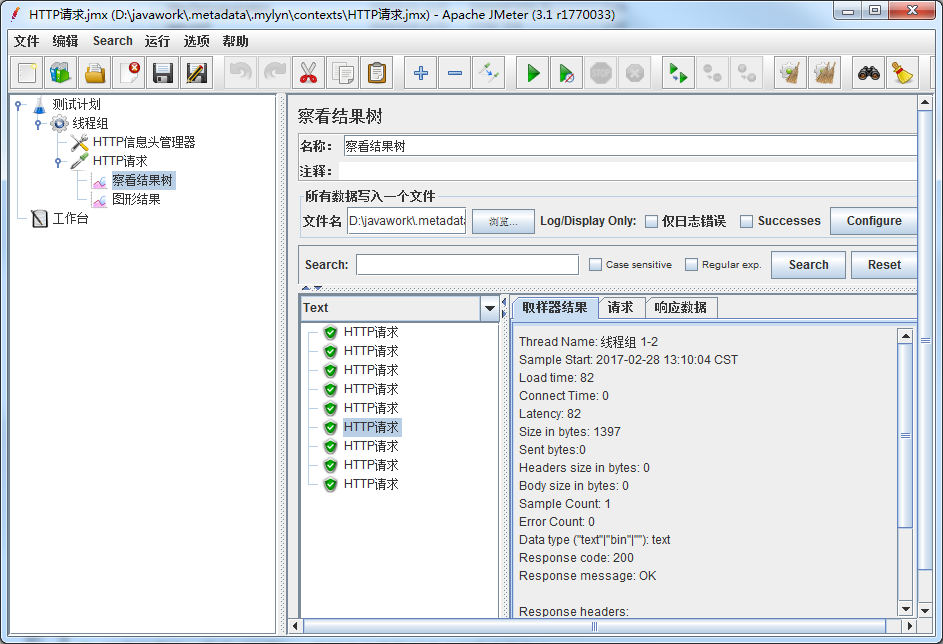 HTTP请求.jmx (D:\javawork\.metadata\.mylyn\contexts\HTTP请求.jmx) - Apache JMeter (3.1 r1770033)
文件 编辑 Search 运行 选项 帮助
STOP
测试计划
线程组
HTTP信息头管理器
HTTP请求
察看结果树
图形结果
工作台
察看结果树
名称： 察看结果树
注释：
所有数据写入一个文件
文件名 D:\javawork\.metadata 浏览... Log/Display Only: 仅日志错误 Successes Configure
Search: Case sensitive Regular exp. Search Reset
Text
HTTP请求
HTTP请求
HTTP请求
HTTP请求
HTTP请求
HTTP请求
HTTP请求
HTTP请求
HTTP请求
取样器结果 请求 响应数据
Thread Name: 线程组 1-2
Sample Start: 2017-02-28 13:10:04 CST
Load time: 82
Connect Time: 0
Latency: 82
Size in bytes: 1397
Sent bytes:0
Headers size in bytes: 0
Body size in bytes: 0
Sample Count: 1
Error Count: 0
Data type ("text"|"bin"|""): text
Response code: 200
Response message: OK
Response headers: